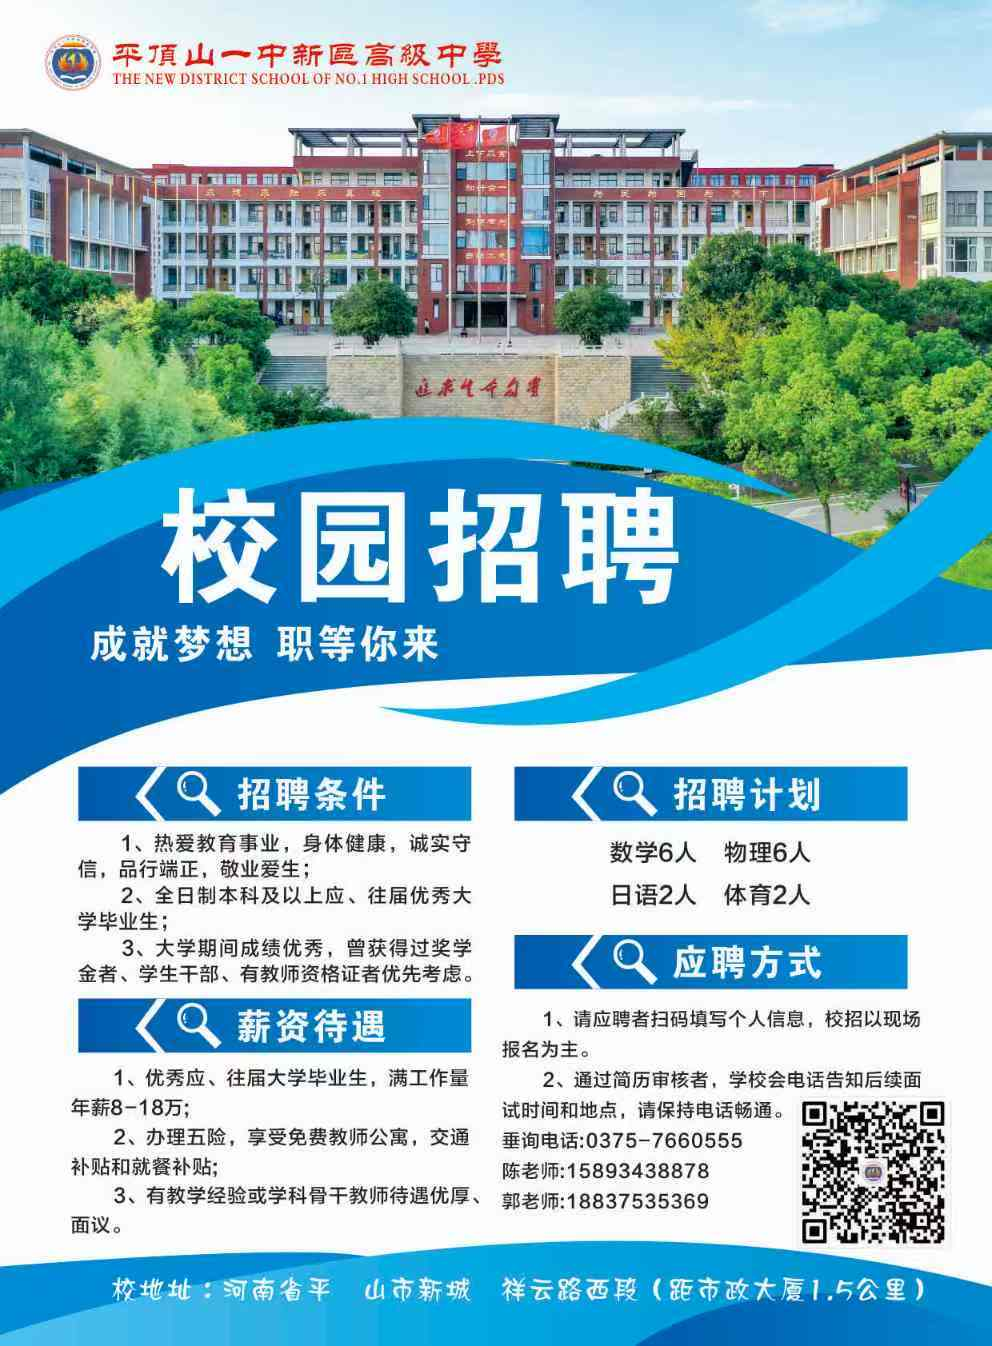 平頂山一中新區高級中學
THE NEW DISTRICT SCHOOL OF NO.1 HIGH SCHOOL .PDS
校园招聘
成就梦想 职等你来
招聘条件
1、热爱教育事业，身体健康，诚实守
信，品行端正，敬业爱生；
2、全日制本科及以上应、往届优秀大
学毕业生；
3、大学期间成绩优秀，曾获得过奖学
金者、学生干部、有教师资格证者优先考虑。
薪资待遇
1、优秀应、往届大学毕业生，满工作量
年薪8-18万;
2、办理五险，享受免费教师公寓，交通
补贴和就餐补贴;
3、有教学经验或学科骨干教师待遇优厚、
面议。
招聘计划
数学6人 物理6人
日语2人 体育2人
应聘方式
1、请应聘者扫码填写个人信息，校招以现场
报名为主。
2、通过简历审核者，学校会电话告知后续面
试时间和地点，请保持电话畅通。
垂询电话:0375-7660555
陈老师:15893438878
郭老师:18837535369
校地址：河南省平 山市新城 祥云路西段（距市政大厦1.5公里）